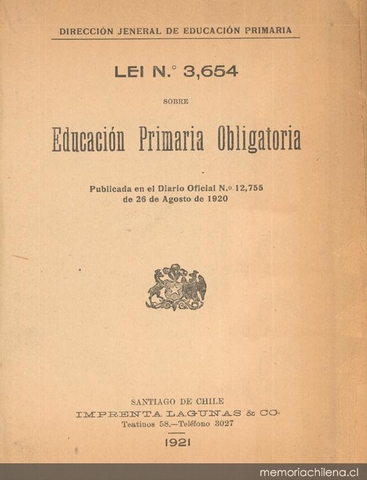 DIRECCIÓN JENERAL DE EDUCACIÓN PRIMARIA
LEI N.º 3,654
SOBRE
Educación Primaria Obligatoria
Publicada en el Diario Oficial N.º 12,755
de 26 de Agosto de 1920
SANTIAGO DE CHILE
IMPRENTA LAGUNAS & CO.
Teatinos 58.—Teléfono 3027
1921
memoriachilena.cl